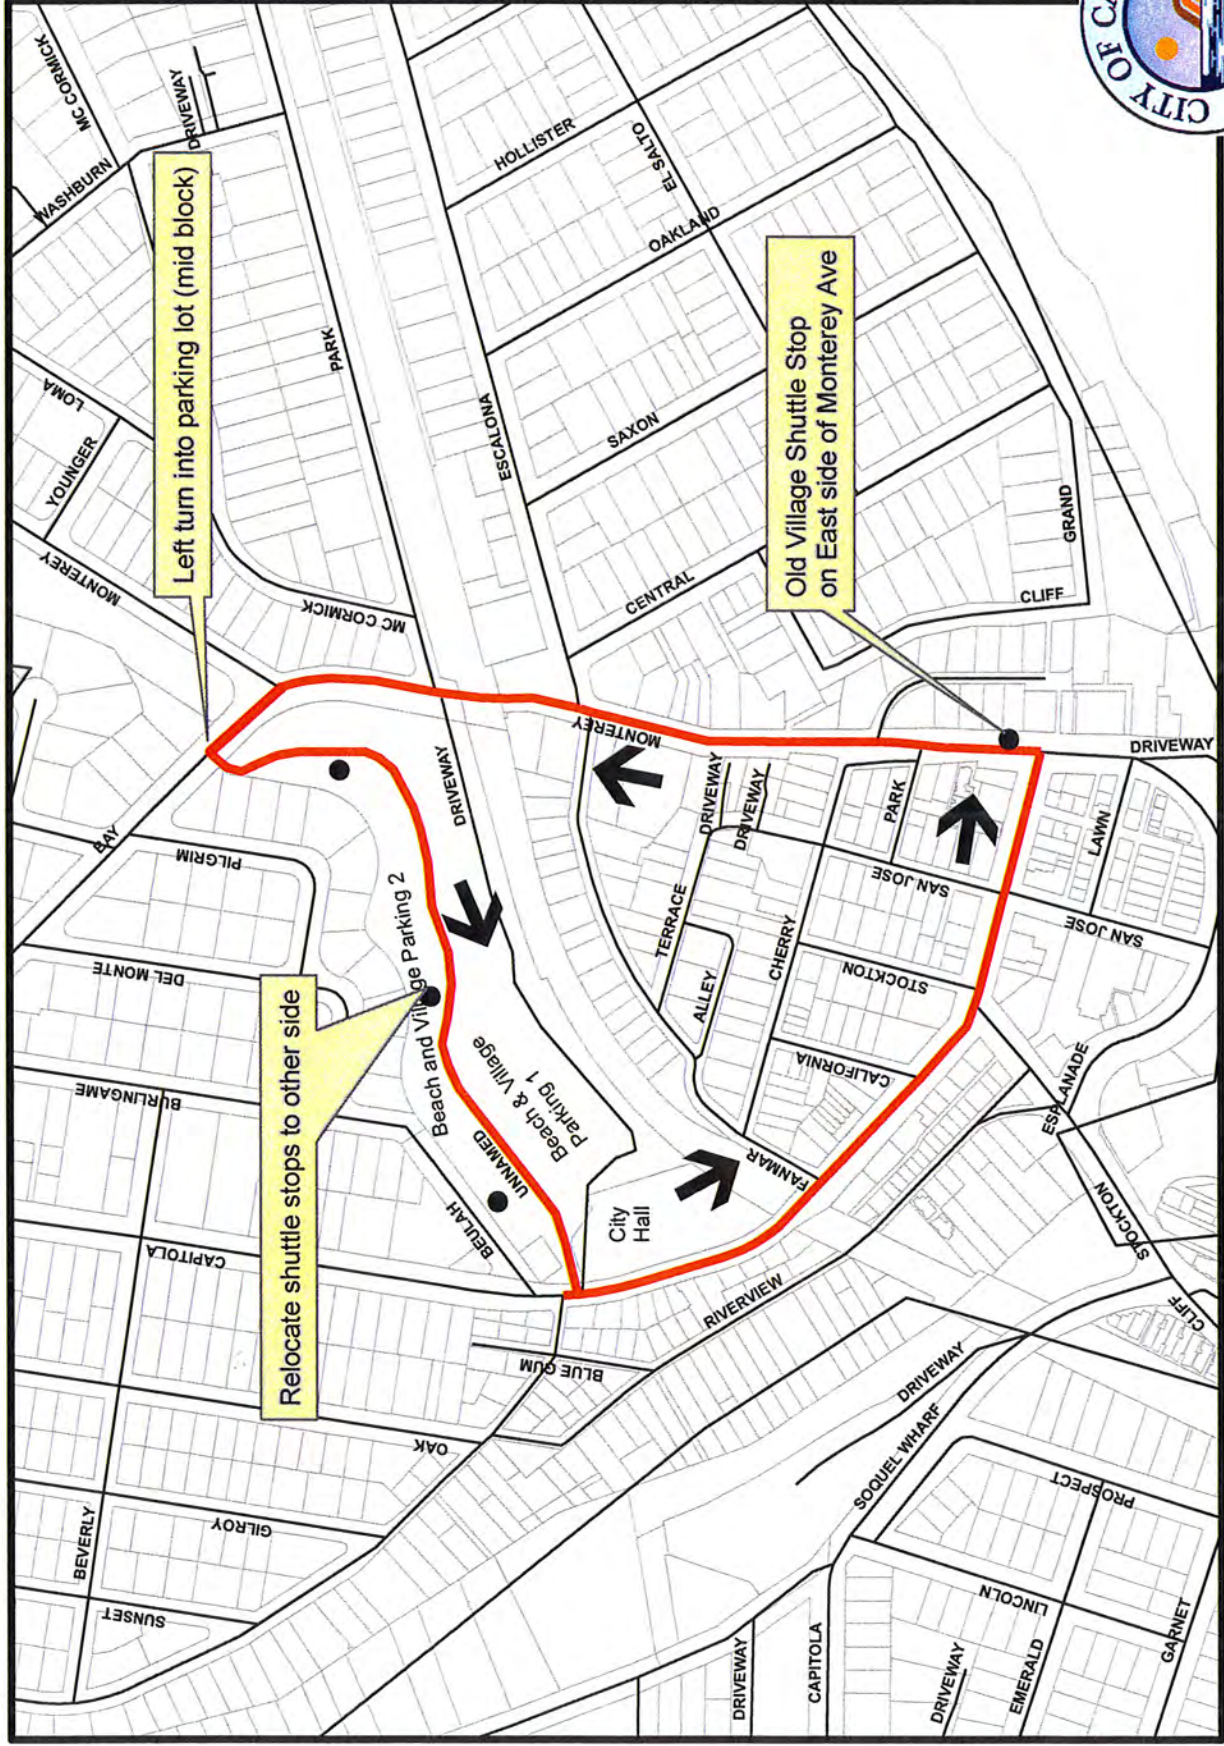 MC CORMICK
WASHBURN
DRIVEWAY
Left turn into parking lot (mid block)
LOMA
YOUNGER
MONTEREY
PARK
MC CORMICK
HOLLISTER
EL SALTO
OAKLAND
ESCALONA
SAXON
CENTRAL
Old Village Shuttle Stop
on East side of Monterey Ave
GRAND
CLIFF
BAY
PILGRIM
DEL MONTE
BURLINGAME
Relocate shuttle stops to other side
Beach and Village Parking 2
DRIVEWAY
MONTEREY
DRIVEWAY
DRIVEWAY
PARK
DRIVEWAY
LAWN
SAN JOSE
SAN JOSE
TERRACE
ALLEY
CHERRY
STOCKTON
CALIFORNIA
ESPLANADE
Beach & Village
Parking 1
UNNAMED
BEULAH
City
Hall
FANMAR
CAPITOLA
RIVERVIEW
BLUE GUM
OAK
GILROY
BEVERLY
SUNSET
STOCKTON
CLIFF
DRIVEWAY
SOQUEL WHARF
PROSPECT
LINCOLN
DRIVEWAY
CAPITOLA
DRIVEWAY
EMERALD
GARNET
CITY OF CA